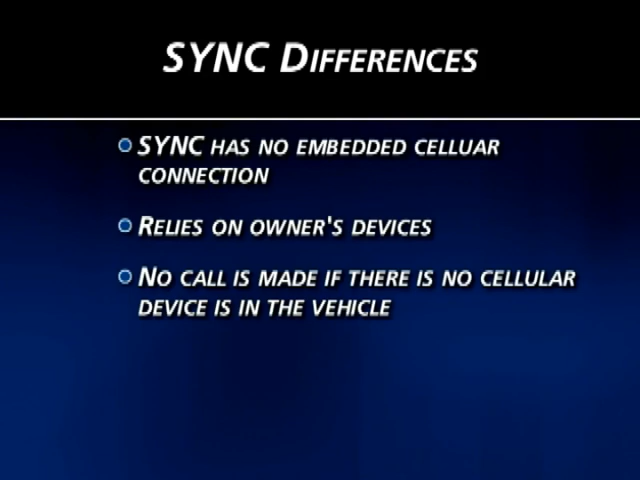 SYNC DIFFERENCES
SYNC HAS NO EMBEDDED CELLUAR
CONNECTION
RELIES ON OWNER'S DEVICES
NO CALL IS MADE IF THERE IS NO CELLULAR
DEVICE IS IN THE VEHICLE